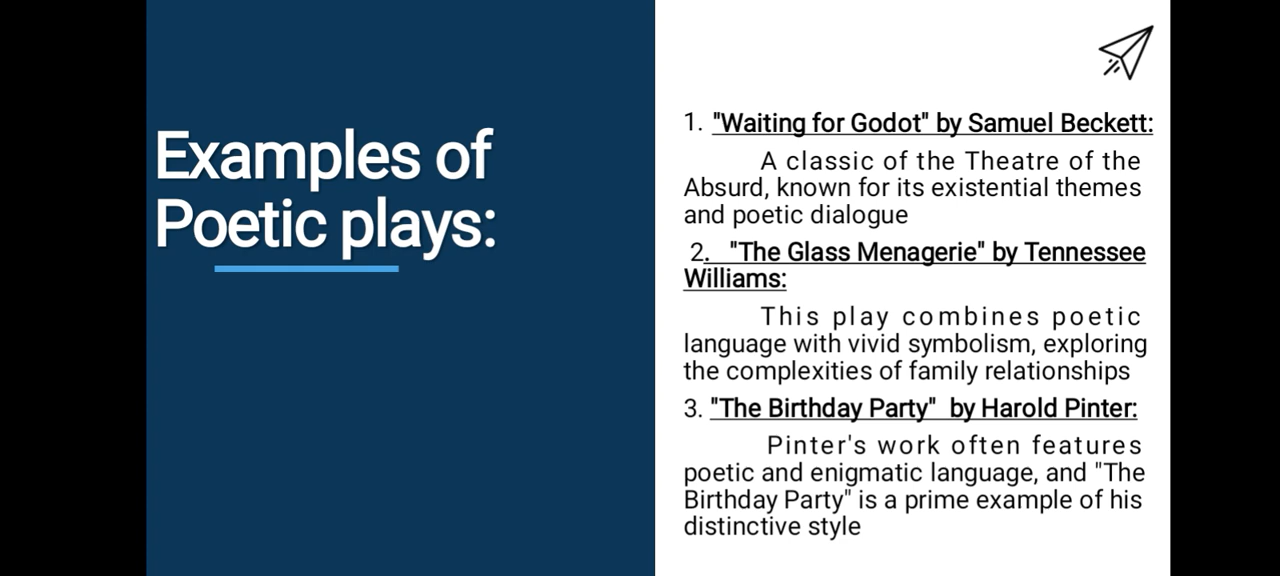 Examples of
Poetic plays:
1. "Waiting for Godot" by Samuel Beckett:
A classic of the Theatre of the
Absurd, known for its existential themes
and poetic dialogue
2. "The Glass Menagerie" by Tennessee
Williams:
This play combines poetic
language with vivid symbolism, exploring
the complexities of family relationships
3. "The Birthday Party" by Harold Pinter:
Pinter's work often features
poetic and enigmatic language, and "The
Birthday Party" is a prime example of his
distinctive style